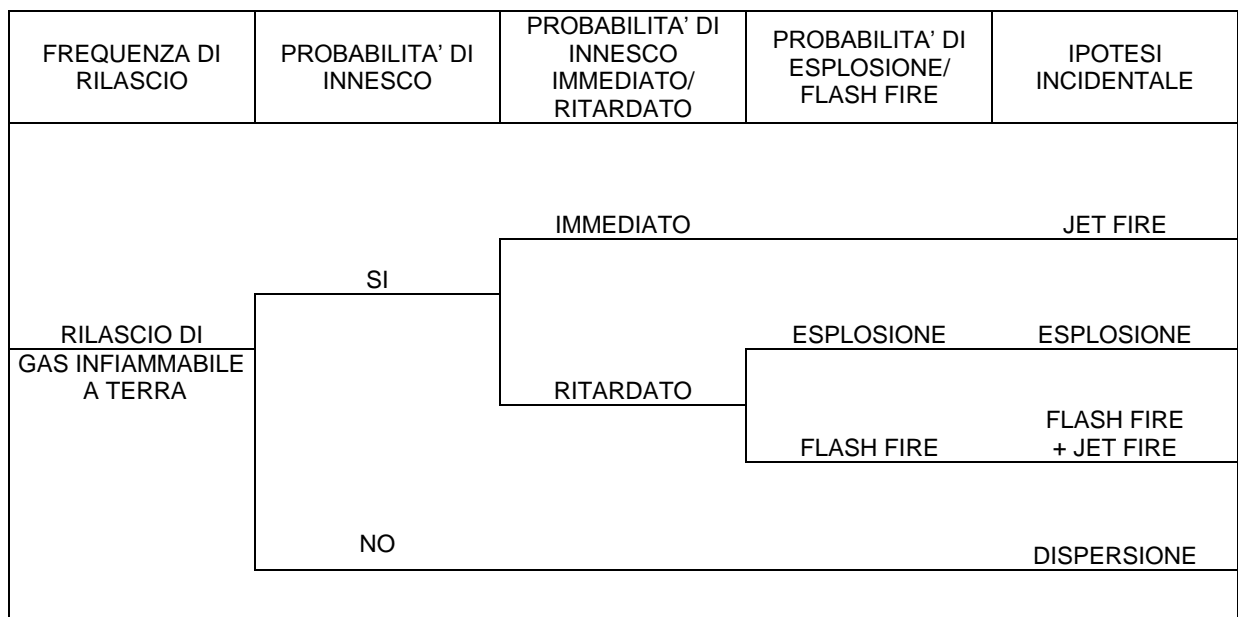 FREQUENZA DI
RILASCIO
PROBABILITA' DI
INNESCO
PROBABILITA' DI
INNESCO
IMMEDIATO/
RITARDATO
PROBABILITA' DI
ESPLOSIONE/
FLASH FIRE
IPOTESI
INCIDENTALE
IMMEDIATO
JET FIRE
SI
RILASCIO DI
GAS INFIAMMABILE
A TERRA
ESPLOSIONE
ESPLOSIONE
RITARDATO
FLASH FIRE
FLASH FIRE
+ JET FIRE
NO
DISPERSIONE